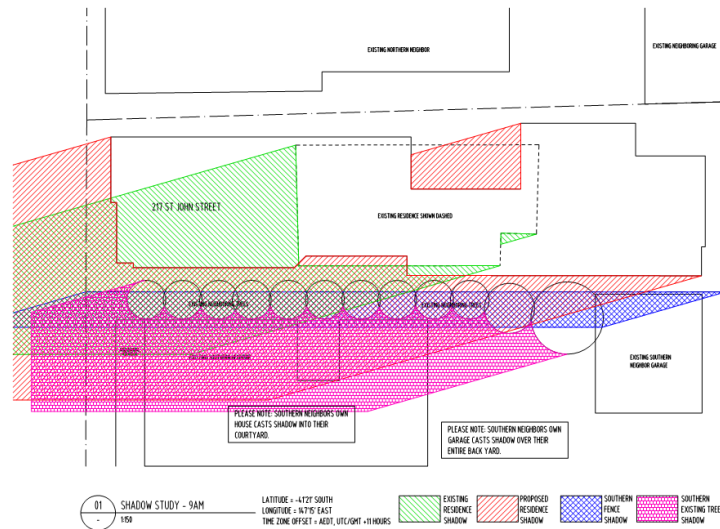 EXISTING NORTHERN NEIGHBOR
EXISTING NEIGHBORING GARAGE
217 ST JOHN STREET
EXISTING RESIDENCE SHOWN DASHED
EXISTING NEIGHBORING TREES
EXISTING NEIGHBORING TREES
EXISTING SOUTHERN NEIGHBOR
EXISTING SOUTHERN
NEIGHBOR GARAGE
PLEASE NOTE: SOUTHERN NEIGHBORS OWN
HOUSE CASTS SHADOW INTO THEIR
COURTYARD.
PLEASE NOTE: SOUTHERN NEIGHBORS OWN
GARAGE CASTS SHADOW OVER THEIR
ENTIRE BACK YARD.
01
-
SHADOW STUDY - 9AM
1:150
LATITUDE = -41°21' SOUTH
LONGITUDE = 147°15' EAST
TIME ZONE OFFSET = AEDT, UTC/GMT +11 HOURS
EXISTING
RESIDENCE
SHADOW
PROPOSED
RESIDENCE
SHADOW
SOUTHERN
FENCE
SHADOW
SOUTHERN
EXISTING TREE
SHADOW